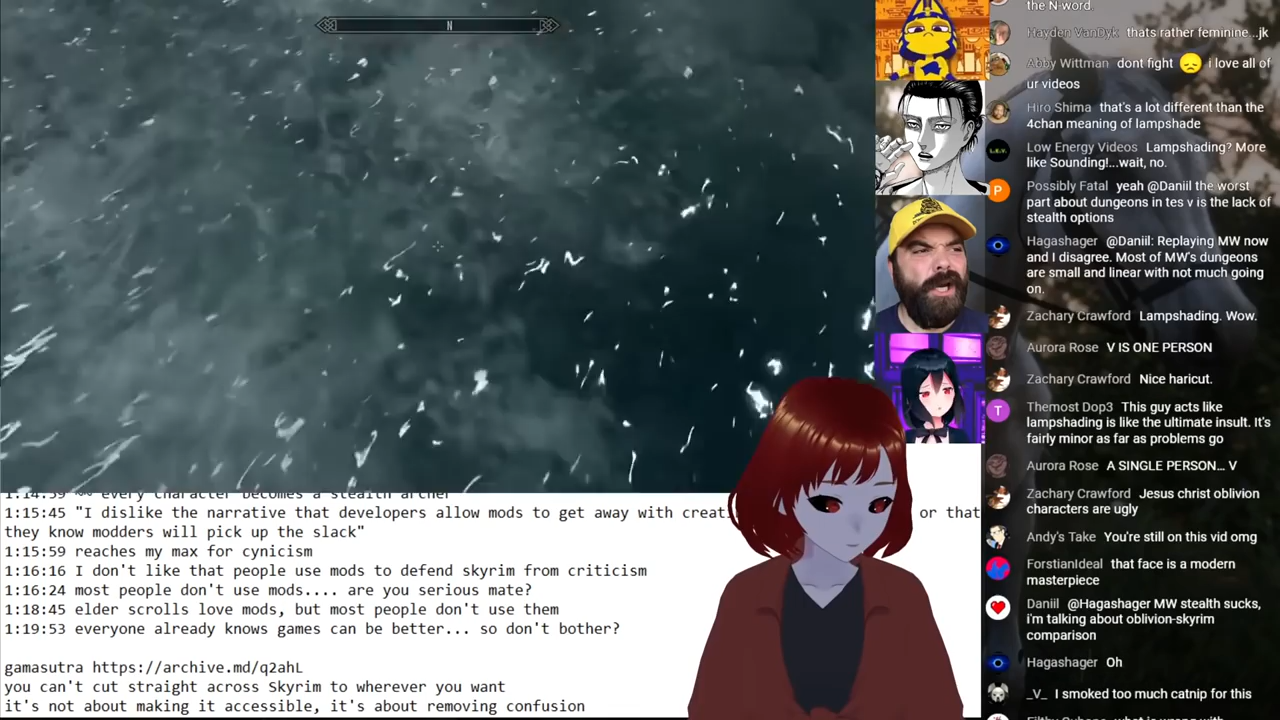 N
1:14:59 ~~ every character becomes a stealth archer
1:15:45 "I dislike the narrative that developers allow mods to get away with creat or that
they know modders will pick up the slack"
1:15:59 reaches my max for cynicism
1:16:16 I don't like that people use mods to defend skyrim from criticism
1:16:24 most people don't use mods.... are you serious mate?
1:18:45 elder scrolls love mods, but most people don't use them
1:19:53 everyone already knows games can be better... so don't bother?
gamasutra https://archive.md/q2ahL
you can't cut straight across Skyrim to wherever you want
it's not about making it accessible, it's about removing confusion
the N-word.
Hayden VanDyk thats rather feminine...jk
Abby Wittman dont fight 😞 i love all of
ur videos
Hiro Shima that's a lot different than the
4chan meaning of lampshade
L.E.V.
Low Energy Videos Lampshading? More
like Sounding!...wait, no.
P
Possibly Fatal yeah @Daniil the worst
part about dungeons in tes v is the lack of
stealth options
Hagashager @Daniil: Replaying MW now
and I disagree. Most of MW's dungeons
are small and linear with not much going
on.
Zachary Crawford Lampshading. Wow.
Aurora Rose V IS ONE PERSON
Zachary Crawford Nice haricut.
T
Themost Dop3 This guy acts like
lampshading is like the ultimate insult. It's
fairly minor as far as problems go
Aurora Rose A SINGLE PERSON... V
Zachary Crawford Jesus christ oblivion
characters are ugly
Andy's Take You're still on this vid omg
ForstianIdeal that face is a modern
masterpiece
Daniil @Hagashager MW stealth sucks,
i'm talking about oblivion-skyrim
comparison
Hagashager Oh
_V_ I smoked too much catnip for this